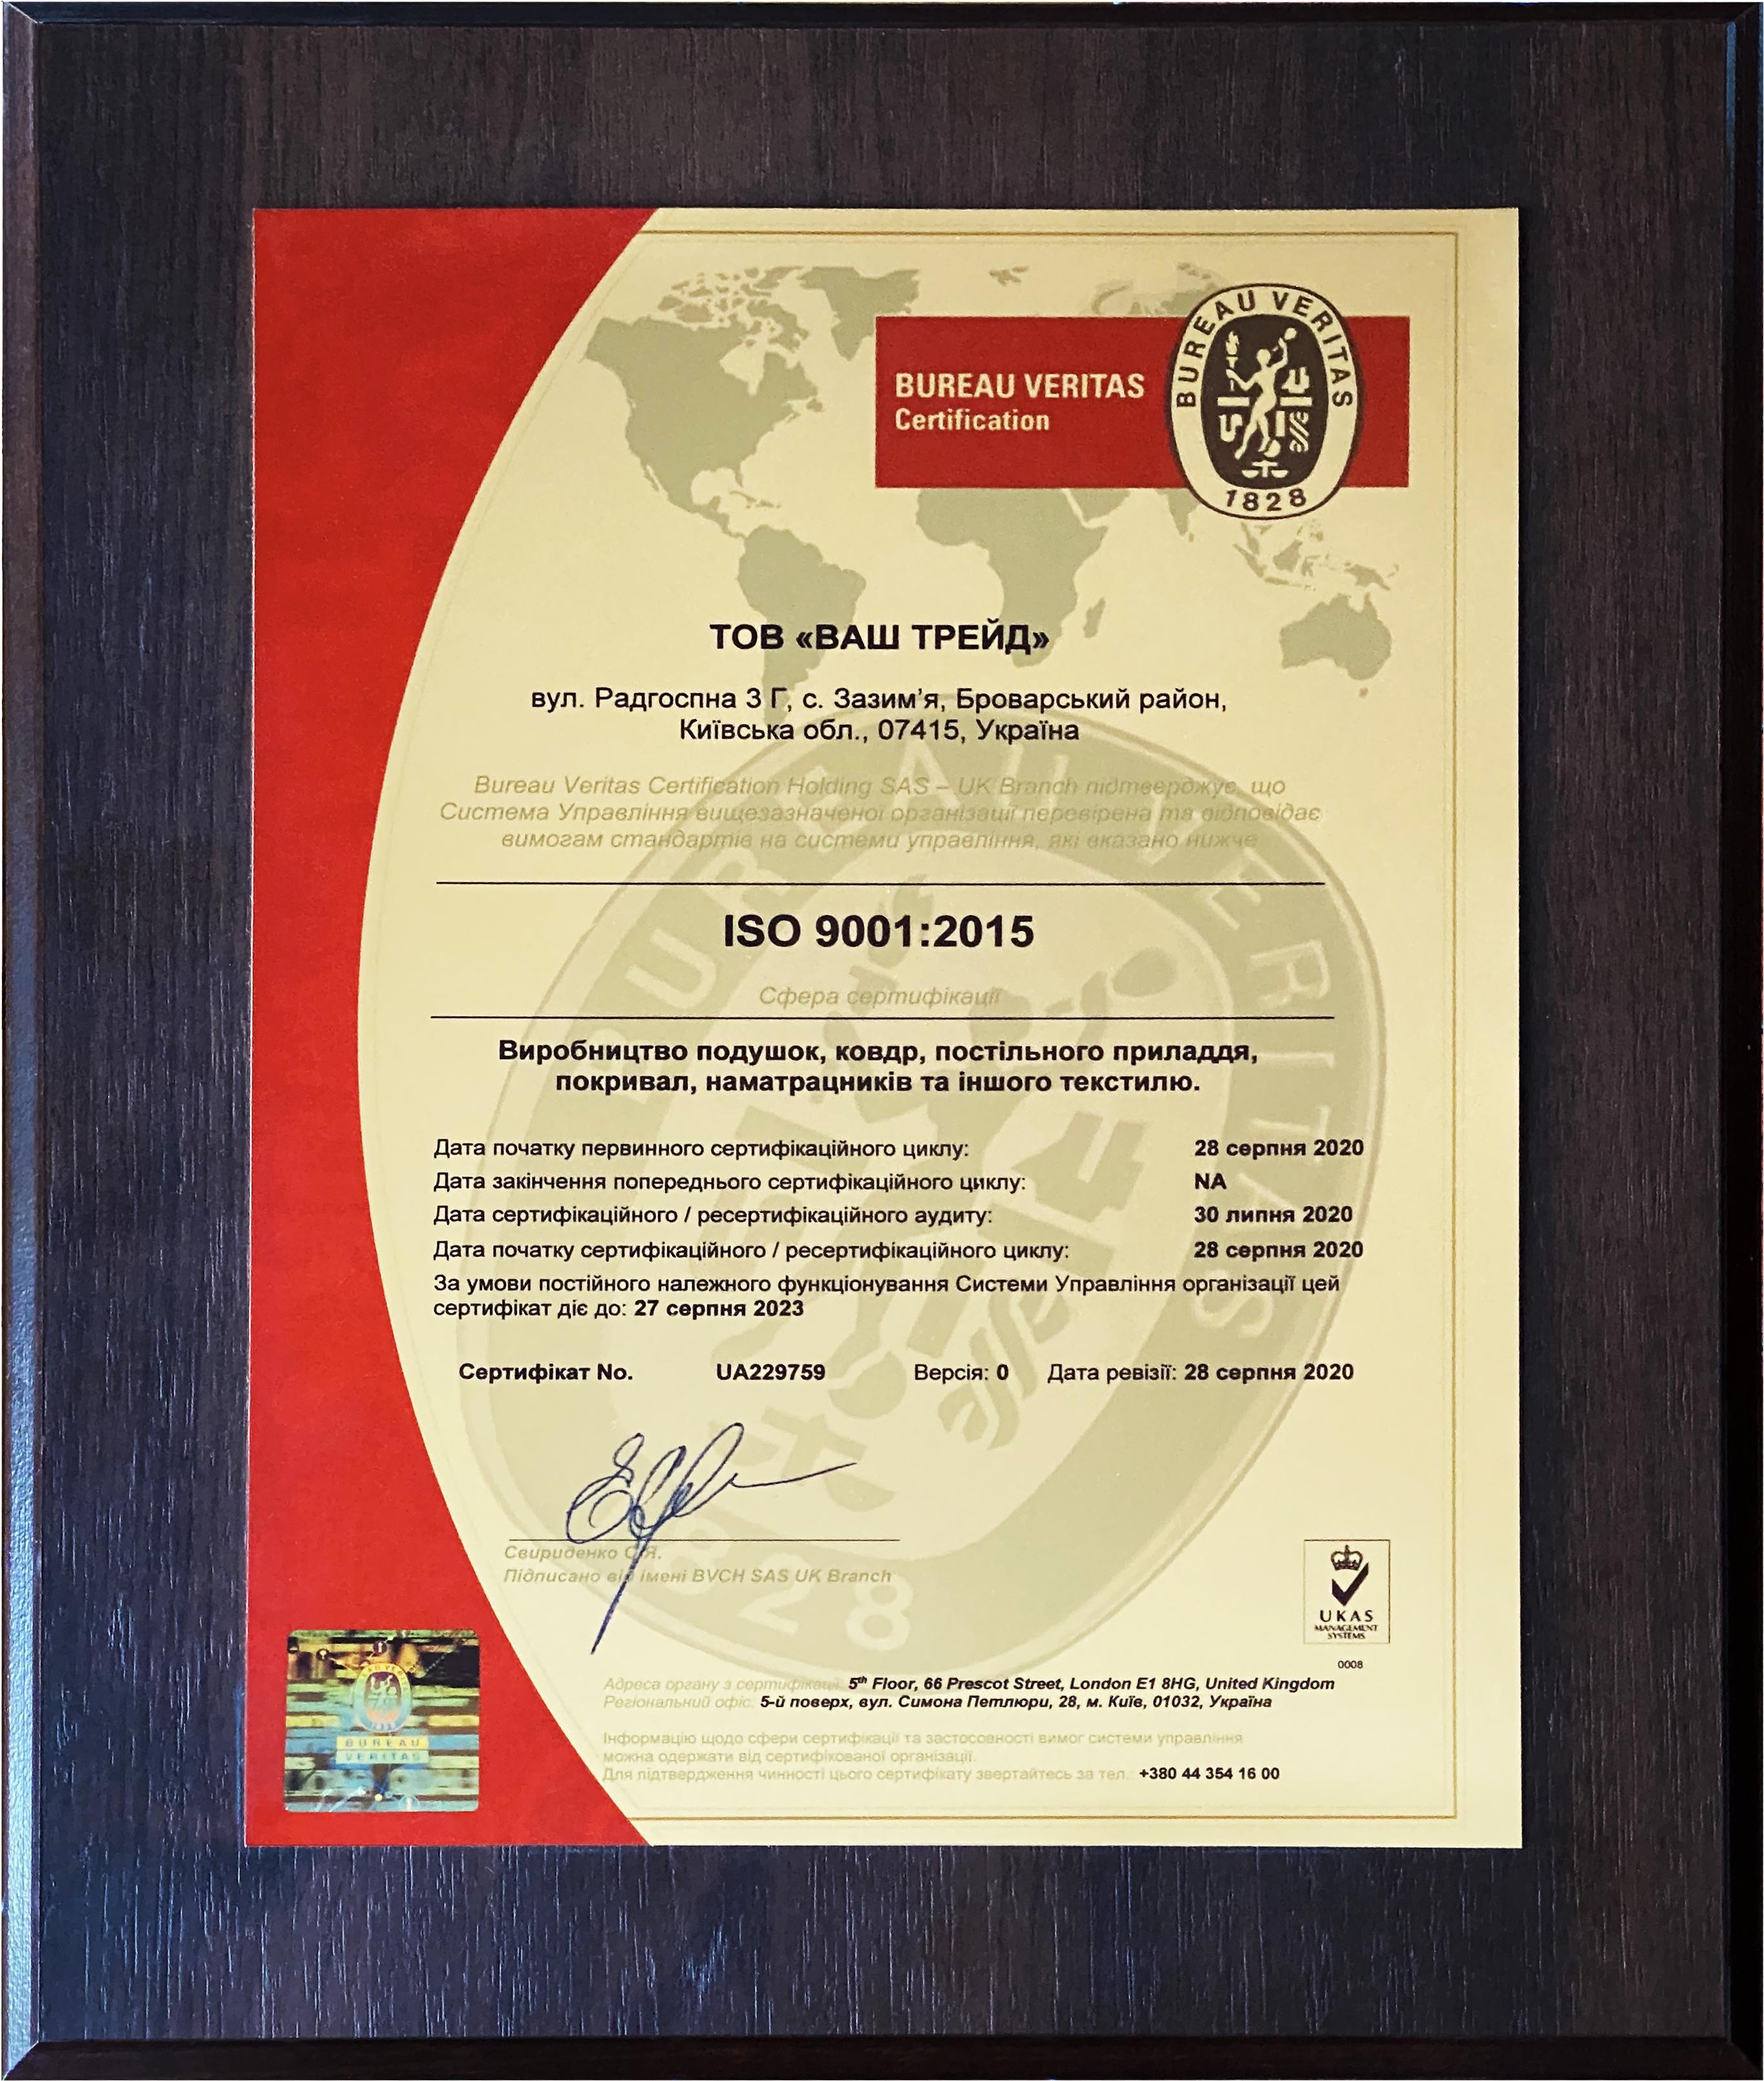 BUREAU VERITAS
Certification
BUREAU VERITAS
1828
ТОВ «ВАШ ТРЕЙД»
вул. Радгоспна 3 Г, с. Зазим’я, Броварський район,
Київська обл., 07415, Україна
Bureau Veritas Certification Holding SAS – UK Branch підтверджує, що
Система Управління вищезазначеної організації перевірена та відповідає
вимогам стандартів на системи управління, які вказано нижче
ISO 9001:2015
Сфера сертифікації
Виробництво подушок, ковдр, постільного приладдя,
покривал, наматрацників та іншого текстилю.
Дата початку первинного сертифікаційного циклу: 28 серпня 2020
Дата закінчення попереднього сертифікаційного циклу: NA
Дата сертифікаційного / ресертифікаційного аудиту: 30 липня 2020
Дата початку сертифікаційного / ресертифікаційного циклу: 28 серпня 2020
За умови постійного належного функціонування Системи Управління організації цей
сертифікат діє до: 27 серпня 2023
Сертифікат No. UA229759 Версія: 0 Дата ревізії: 28 серпня 2020
Свириденко С.Я.
Підписано від імені BVCH SAS UK Branch
UKAS
MANAGEMENT
SYSTEMS
0008
BUREAU
VERITAS
Адреса органу з сертифікації: 5th Floor, 66 Prescot Street, London E1 8HG, United Kingdom
Регіональний офіс: 5-й поверх, вул. Симона Петлюри, 28, м. Київ, 01032, Україна
Інформацію щодо сфери сертифікації та застосовності вимог системи управління
можна одержати від сертифікованої організації.
Для підтвердження чинності цього сертифікату звертайтесь за тел.: +380 44 354 16 00